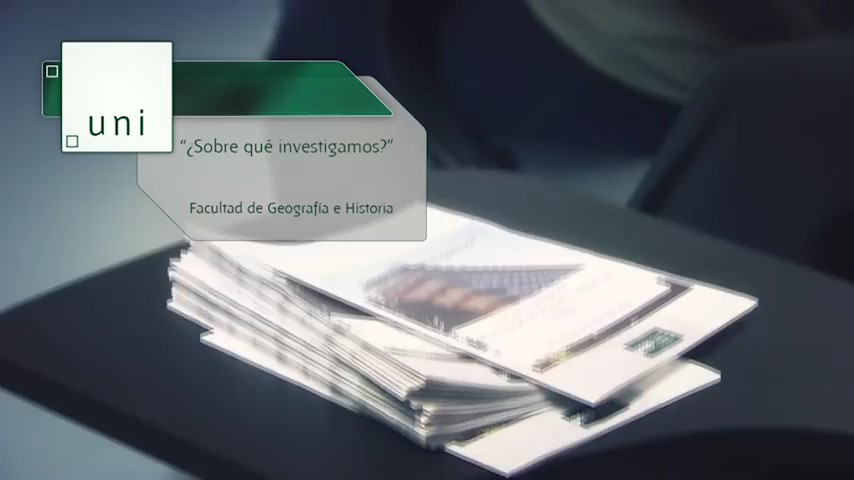 uni
“¿Sobre qué investigamos?”
Facultad de Geografía e Historia